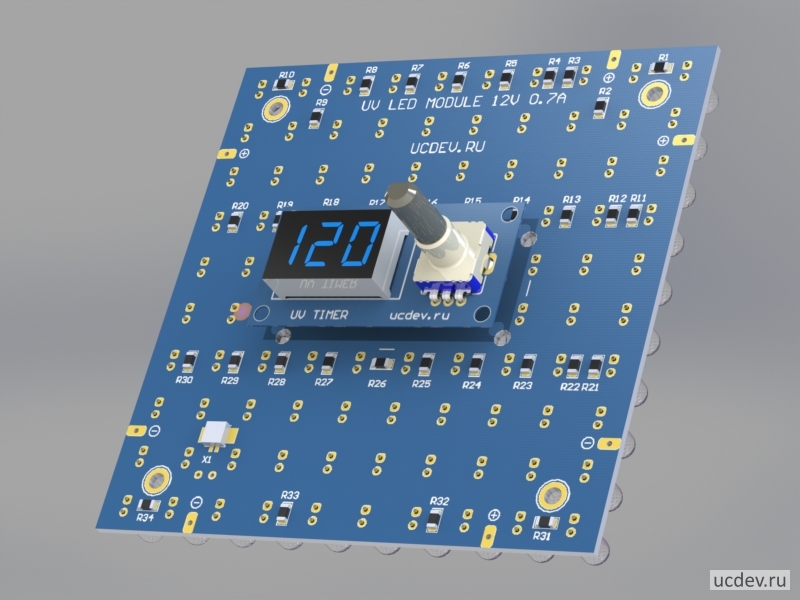 R10
R8
R7
R6
R5
R4
R3
R1
R9
R2
UV LED MODULE 12V 0.7A
UCDEV.RU
R20
R19
R18
R15
R14
R13
R12
R11
120
UV TIMER
ucdev.ru
R30
R29
R28
R27
R26
R25
R24
R23
R22
R21
X1
R33
R32
R34
R31
ucdev.ru